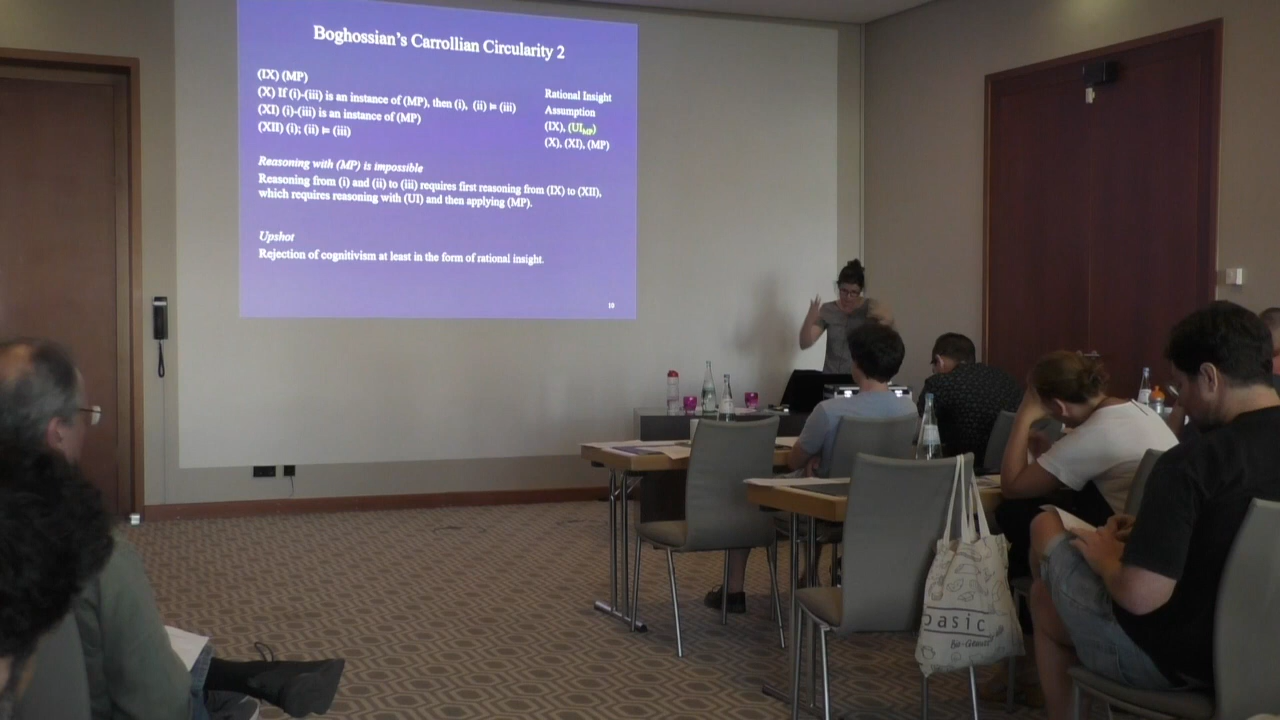 Boghossian's Carrollian Circularity 2
(IX) (MP)
Rational Insight
(X) If (i)-(iii) is an instance of (MP), then (i), (ii) ⊨ (iii)
Assumption
(XI) (i)-(iii) is an instance of (MP)
(IX), (UI_MP)
(XII) (i); (ii) ⊨ (iii)
(X), (XI), (MP)
Reasoning with (MP) is impossible
Reasoning from (i) and (ii) to (iii) requires first reasoning from (IX) to (XII),
which requires reasoning with (UI) and then applying (MP).
Upshot
Rejection of cognitivism at least in the form of rational insight.
10
basic